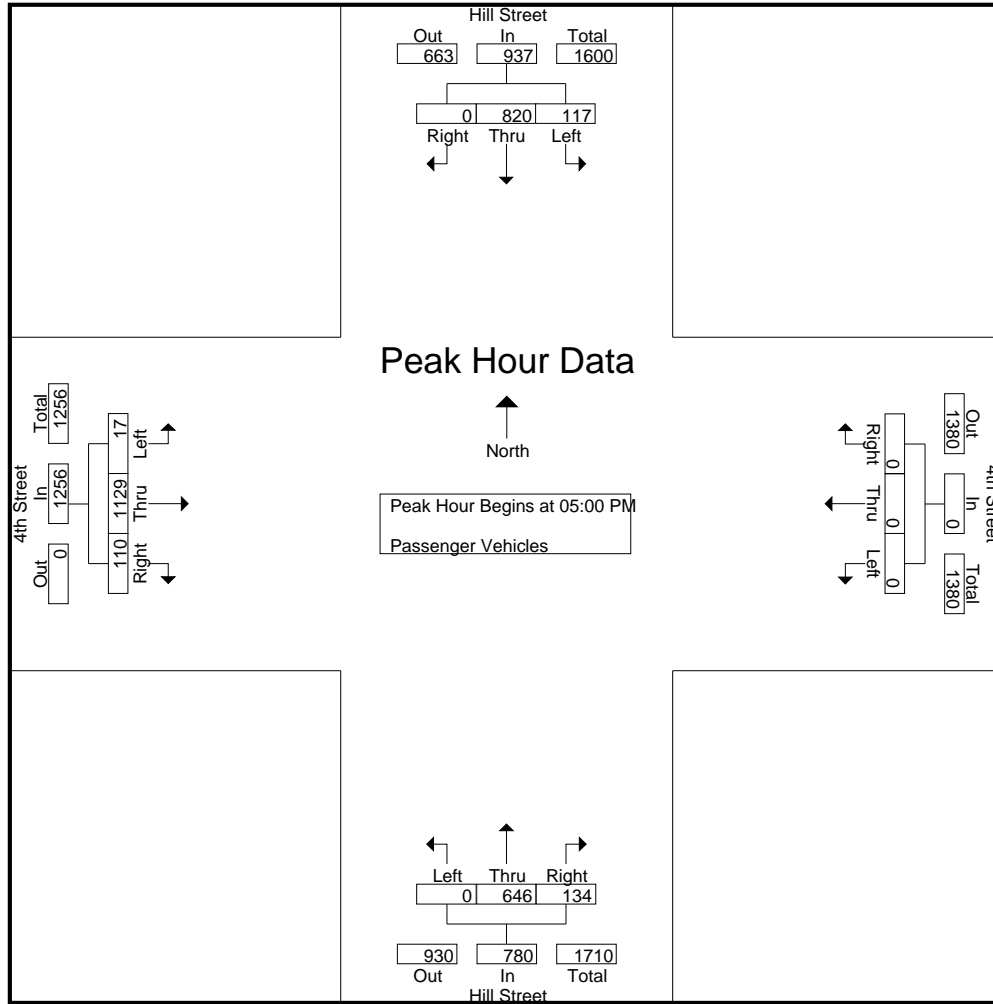 Hill Street
Out In Total
663 937 1600
0 820 117
Right Thru Left
Peak Hour Data
North
Peak Hour Begins at 05:00 PM
Passenger Vehicles
4th Street
Total In Out
1256 1256 0
17 1129 110
Left Thru Right
4th Street
Out In Total
1380 0 1380
0 0 0
Right Thru Left
Left Thru Right
0 646 134
930 780 1710
Out In Total
Hill Street